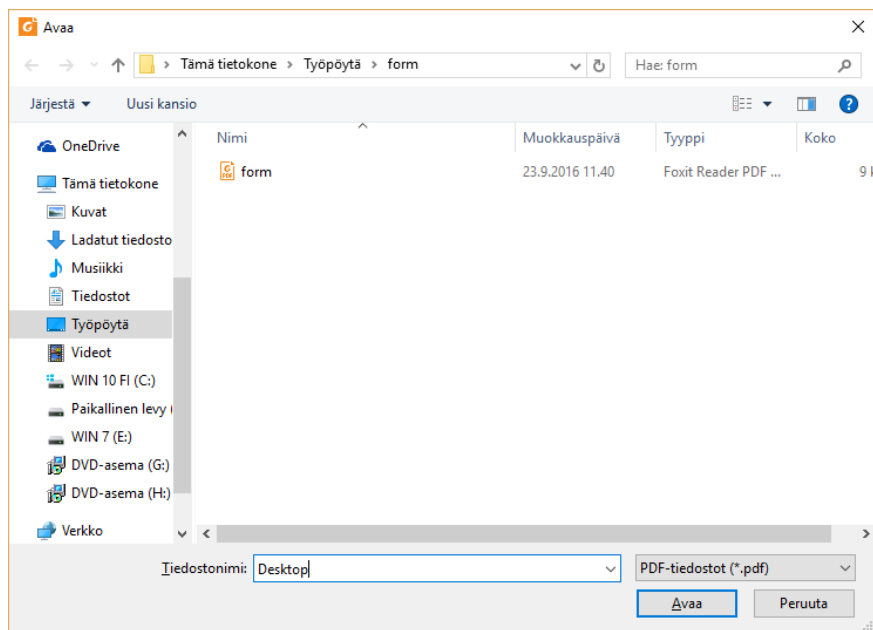 Avaa
Tämä tietokone > Työpöytä > form
Hae: form
Järjestä
Uusi kansio
OneDrive
Tämä tietokone
Kuvat
Ladatut tiedosto
Musiikki
Tiedostot
Työpöytä
Videot
WIN 10 FI (C:)
Paikallinen levy (
WIN 7 (E:)
DVD-asema (G:)
DVD-asema (H:)
Verkko
Nimi Muokkauspäivä Tyyppi Koko
form 23.9.2016 11.40 Foxit Reader PDF ... 9 k
Tiedostonimi: Desktop
PDF-tiedostot (*.pdf)
Avaa Peruuta